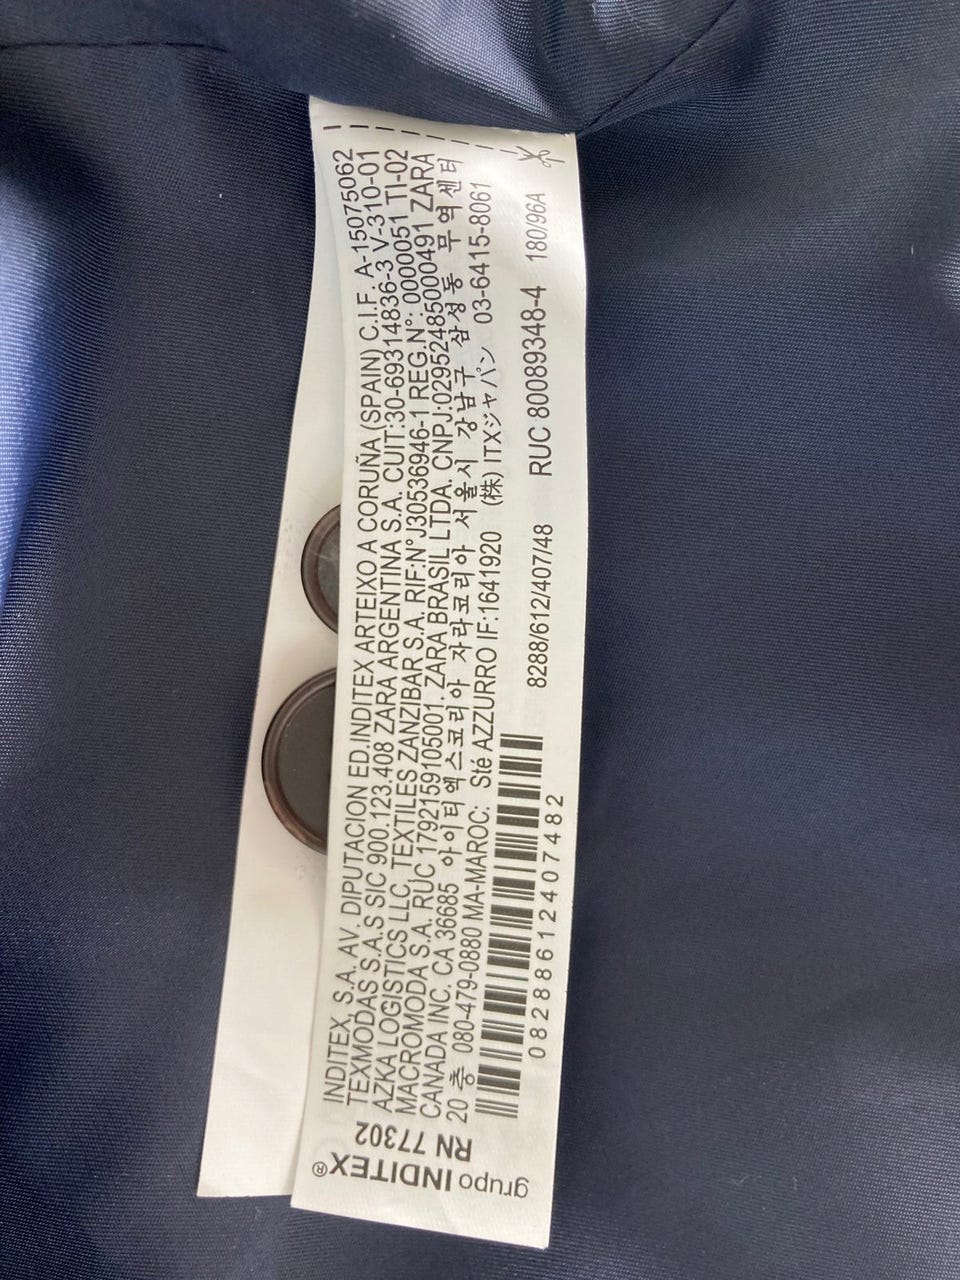 grupo INDITEX®
RN 77302
INDITEX, S.A. AV. DIPUTACION ED.INDITEX ARTEIXO A CORUÑA (SPAIN) C.I.F. A-15075062
TEXMODAS S.A.S SIC 900.123.408 ZARA ARGENTINA S.A. CUIT:30-69314836-3 V-310-01
AZKA LOGISTICS LLC, TEXTILES ZANZIBAR S.A. RIF:N°J30536946-1 REG.N°: 0000051 TI-02
MACROMODA S.A. RUC 1792159105001. ZARA BRASIL LTDA. CNPJ:02952485000491 ZARA
CANADA INC. CA 36685 아이티엑스코리아 자라코리아 서울시 강남구 삼성동 무역센터
20 층 080-479-0880 MA-MAROC: Sté AZZURRO IF:1641920 (株) ITXジャパン 03-6415-8061
8288/612/407/48 RUC 80089348-4 180/96A
08288612407482